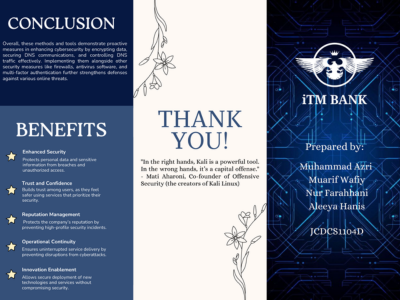 CONCLUSION
Overall, these methods and tools demonstrate proactive
measures in enhancing cybersecurity by encrypting data,
securing DNS communications, and controlling DNS
traffic effectively. Implementing them alongside other
security measures like firewalls, antivirus software, and
multi-factor authentication further strengthens defenses
against various online threats.
BENEFITS
Enhanced Security
Protects personal data and sensitive
information from breaches and
unauthorised access.
Trust and Confidence
Builds trust among users, as they feel
safer using services that prioritize their
security.
Reputation Management
Protects the company's reputation by
preventing high-profile security incidents.
Operational Continuity
Ensures uninterrupted service delivery by
preventing disruptions from cyberattacks.
Innovation Enablement
Allows secure deployment of new
technologies and services without
compromising security.
THANK
YOU!
"In the right hands, Kali is a powerful tool.
In the wrong hands, it's a capital offense."
- Mati Aharoni, Co-founder of Offensive
Security (the creators of Kali Linux)
iTM BANK
Prepared by:
Muhammad Azri
Muarif Wafiy
Nur Farahhani
Aleeya Hanis
JCDCS1104D